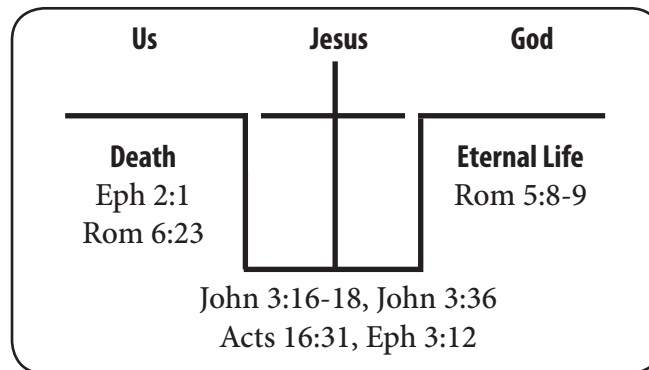 Us Jesus God
Death Eternal Life
Eph 2:1 Rom 5:8-9
Rom 6:23
John 3:16-18, John 3:36
Acts 16:31, Eph 3:12